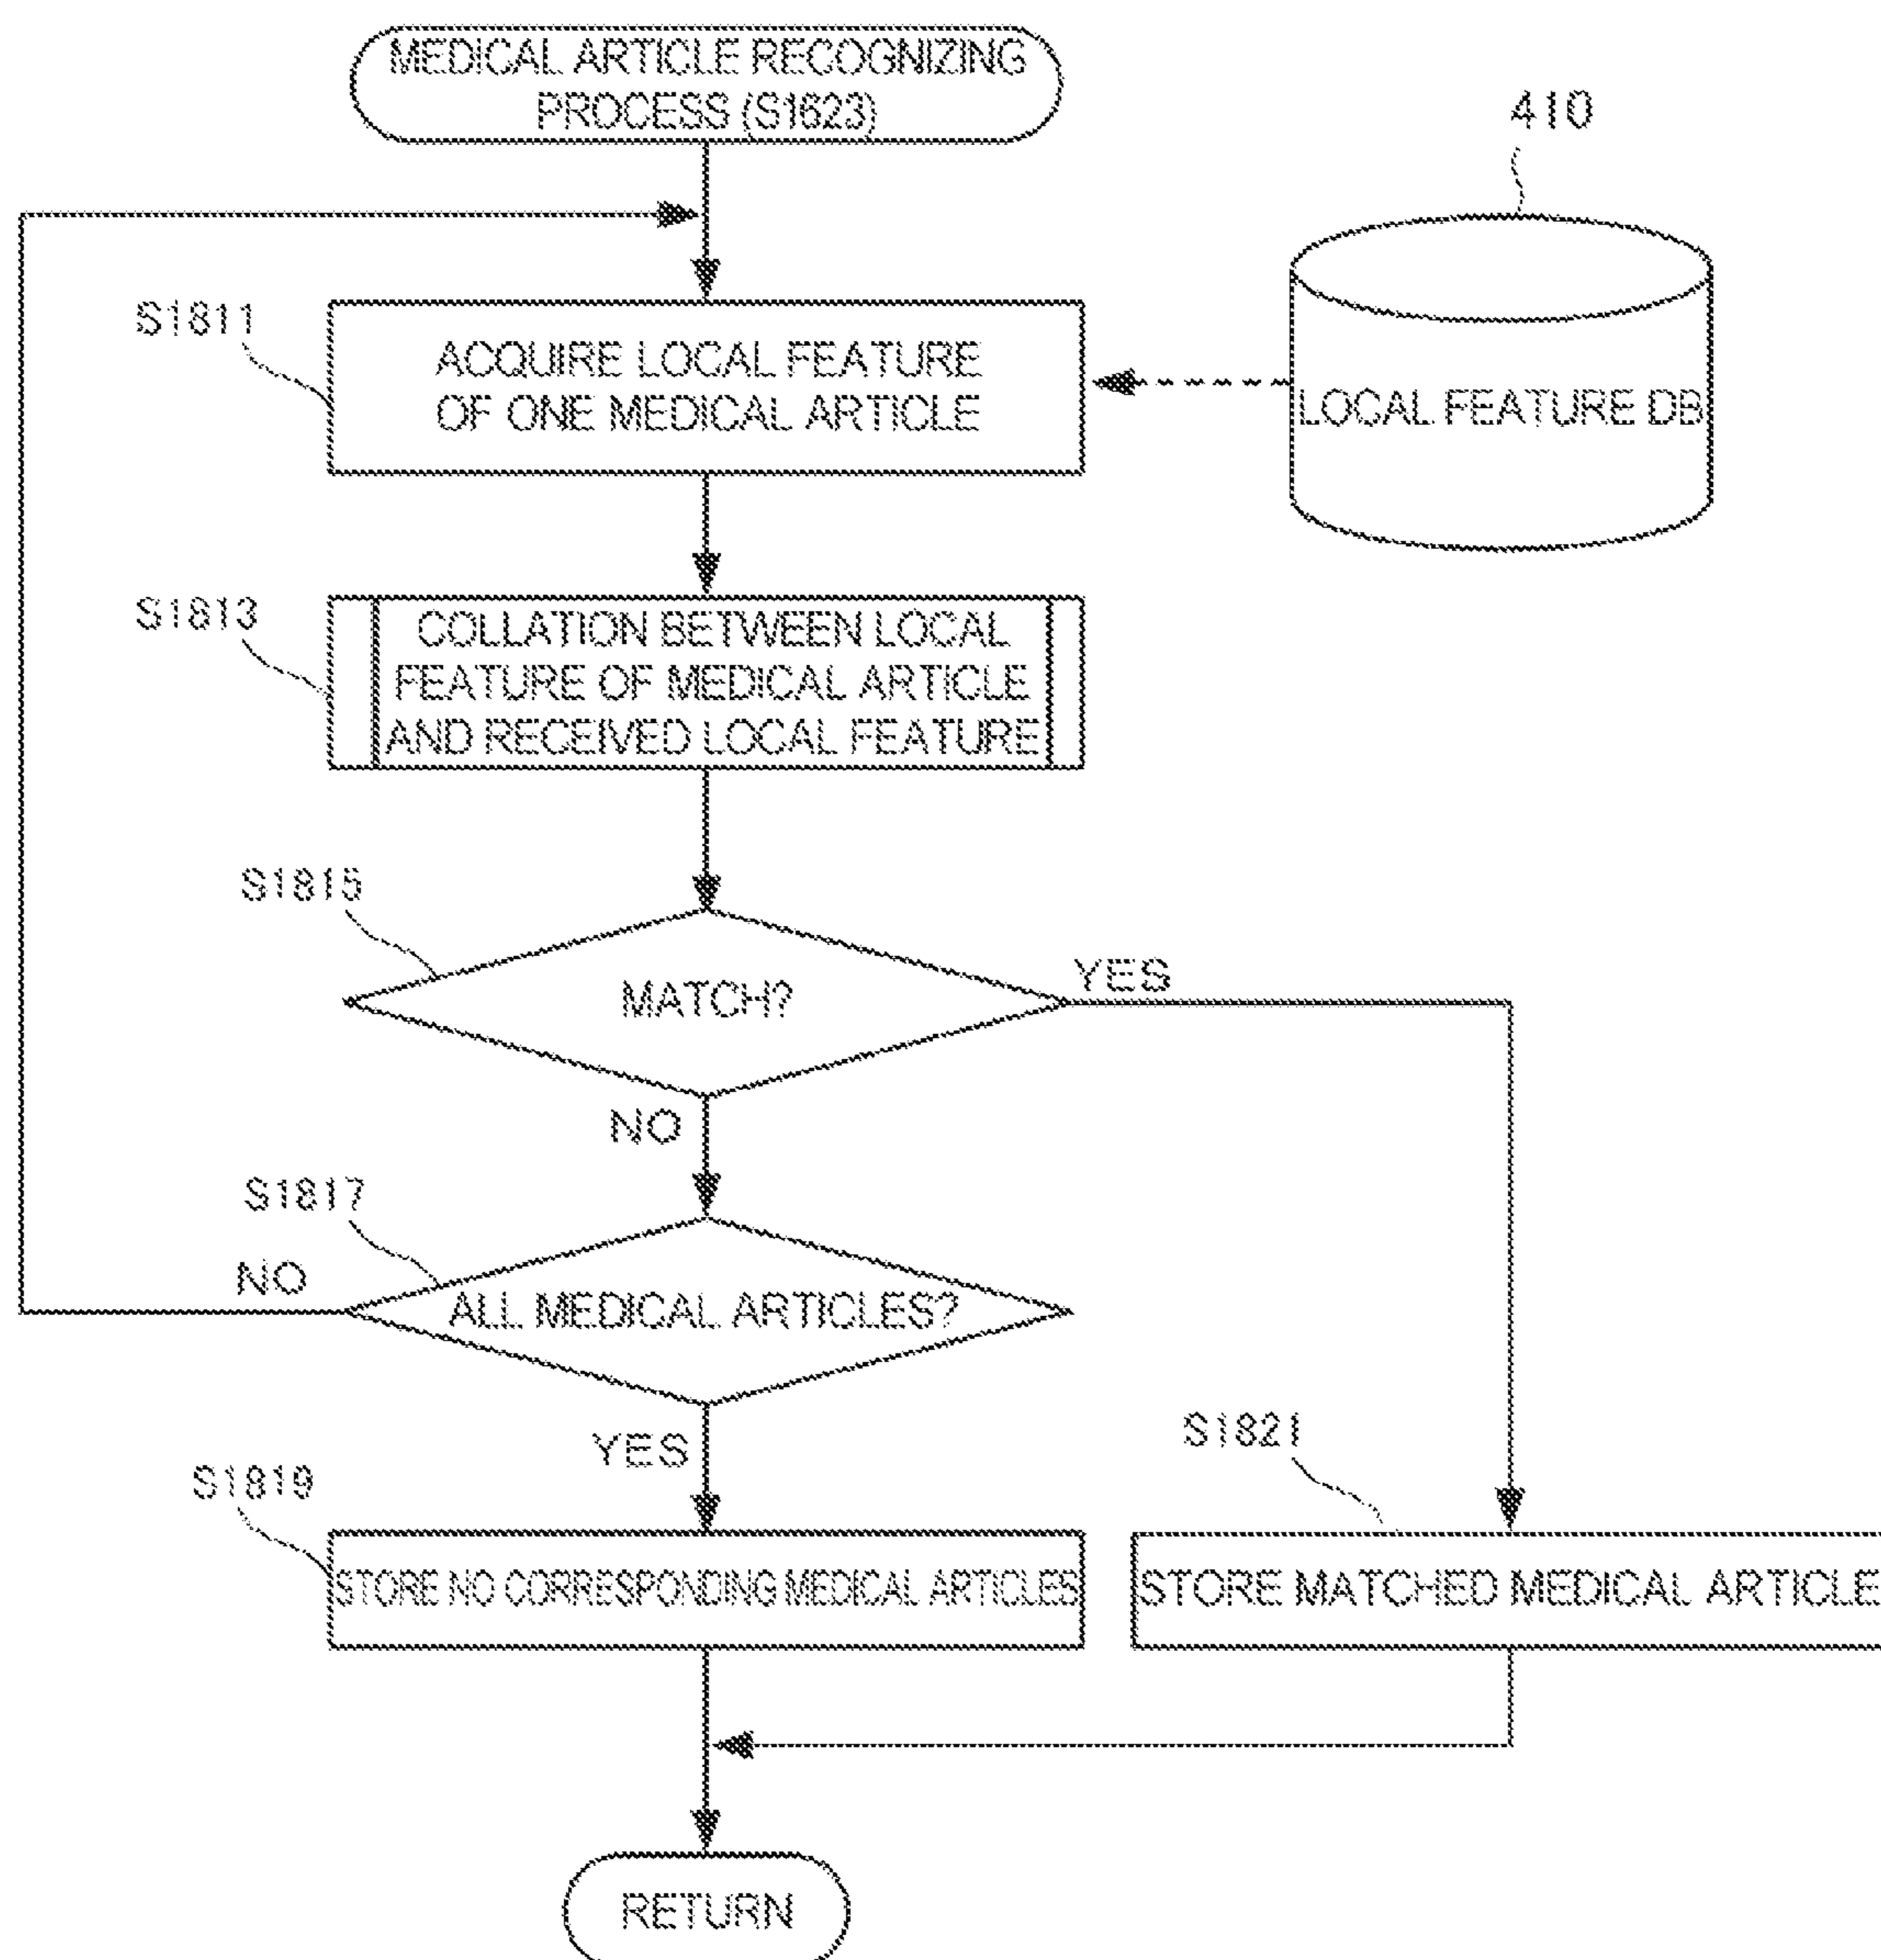 MEDICAL ARTICLE RECOGNIZING
PROCESS (S1623)
410
S1811
ACQUIRE LOCAL FEATURE
OF ONE MEDICAL ARTICLE
LOCAL FEATURE DB
S1813
COLLATION BETWEEN LOCAL
FEATURE OF MEDICAL ARTICLE
AND RECEIVED LOCAL FEATURE
S1815
MATCH?
YES
NO
S1817
NO
ALL MEDICAL ARTICLES?
YES
S1819
STORE NO CORRESPONDING MEDICAL ARTICLES
S1821
STORE MATCHED MEDICAL ARTICLE
RETURN